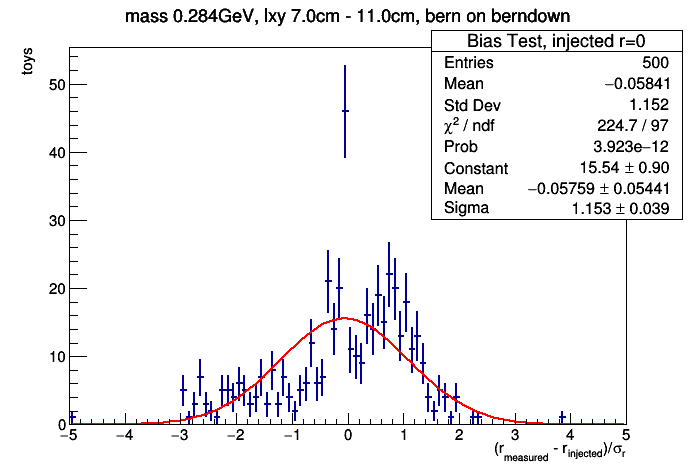 mass 0.284GeV, lxy 7.0cm - 11.0cm, bern on berndown
toys
Bias Test, injected r=0
Entries 500
Mean −0.05841
Std Dev 1.152
χ² / ndf 224.7 / 97
Prob 3.923e−12
Constant 15.54 ± 0.90
Mean −0.05759 ± 0.05441
Sigma 1.153 ± 0.039
50
40
30
20
10
0
−5 −4 −3 −2 −1 0 1 2 3 4 5
(r_measured - r_injected)/σ_r